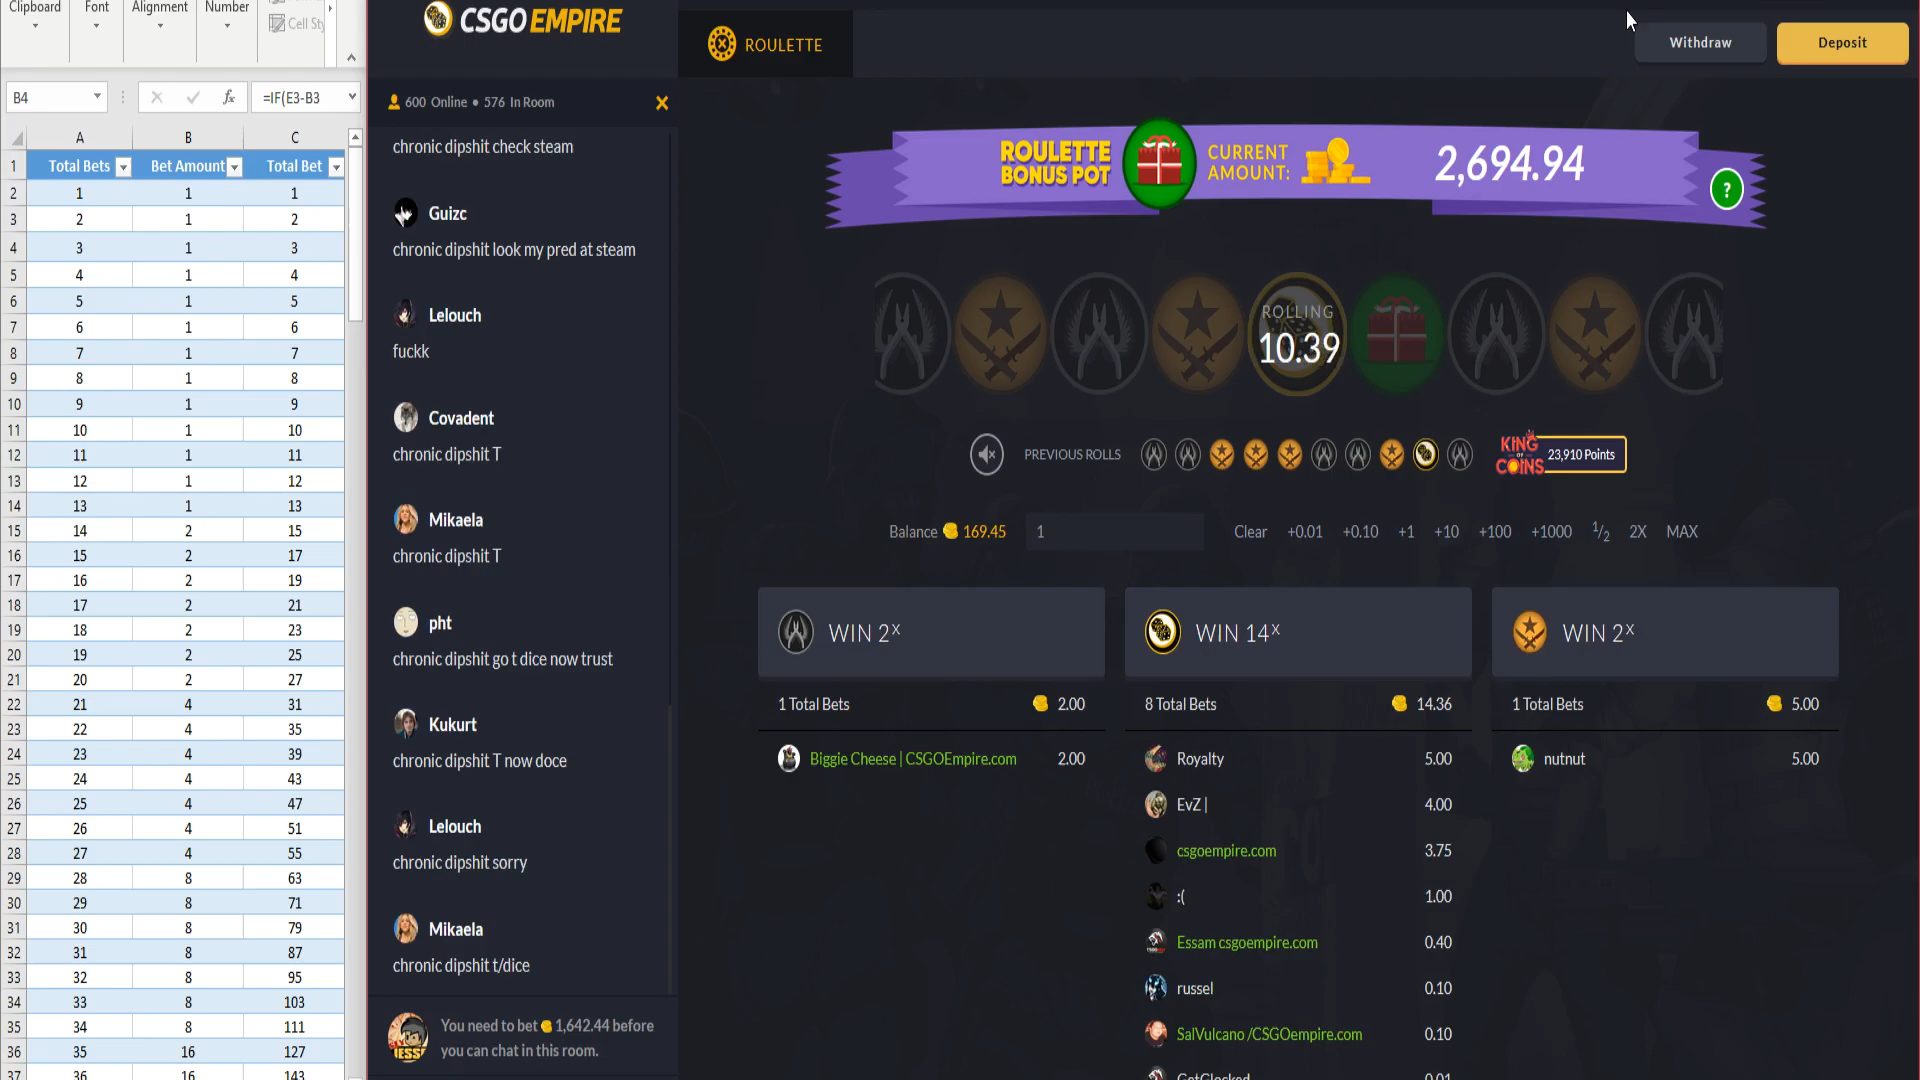 Clipboard Font Alignment Number
Cell Sty
B4 =IF(E3-B3
A B C
1 Total Bets Bet Amount Total Bet
2 1 1 1
3 2 1 2
4 3 1 3
5 4 1 4
6 5 1 5
7 6 1 6
8 7 1 7
9 8 1 8
10 9 1 9
11 10 1 10
12 11 1 11
13 12 1 12
14 13 1 13
15 14 2 15
16 15 2 17
17 16 2 19
18 17 2 21
19 18 2 23
20 19 2 25
21 20 2 27
22 21 4 31
23 22 4 35
24 23 4 39
25 24 4 43
26 25 4 47
27 26 4 51
28 27 4 55
29 28 8 63
30 29 8 71
31 30 8 79
32 31 8 87
33 32 8 95
34 33 8 103
35 34 8 111
36 35 16 127
37 36 16 143
CSGO EMPIRE
600 Online • 576 In Room
chronic dipshit check steam
Guizc
chronic dipshit look my pred at steam
Lelouch
fuckk
Covadent
chronic dipshit T
Mikaela
chronic dipshit T
pht
chronic dipshit go t dice now trust
Kukurt
chronic dipshit T now doce
Lelouch
chronic dipshit sorry
Mikaela
chronic dipshit t/dice
You need to bet 1,642.44 before
you can chat in this room.
ROULETTE
Withdraw Deposit
ROULETTE
BONUS POT
CURRENT
AMOUNT:
2,694.94
?
ROLLING
10.39
PREVIOUS ROLLS
KING
OF
COINS
23,910 Points
Balance 169.45 1 Clear +0.01 +0.10 +1 +10 +100 +1000 1/2 2X MAX
WIN 2X
1 Total Bets 2.00
Biggie Cheese | CSGOEmpire.com 2.00
WIN 14X
8 Total Bets 14.36
Royalty 5.00
EvZ | 4.00
csgoempire.com 3.75
:( 1.00
Essam csgoempire.com 0.40
russel 0.10
SalVulcano /CSGOempire.com 0.10
GetGlocked 0.01
WIN 2X
1 Total Bets 5.00
nutnut 5.00